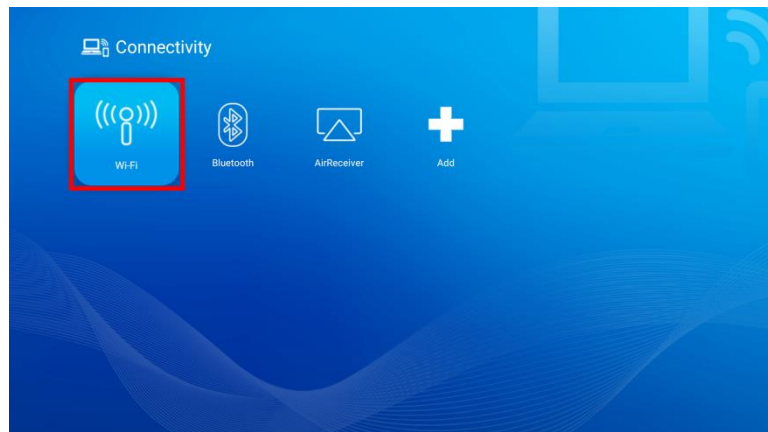 Connectivity
Wi-Fi
Bluetooth
AirReceiver
Add